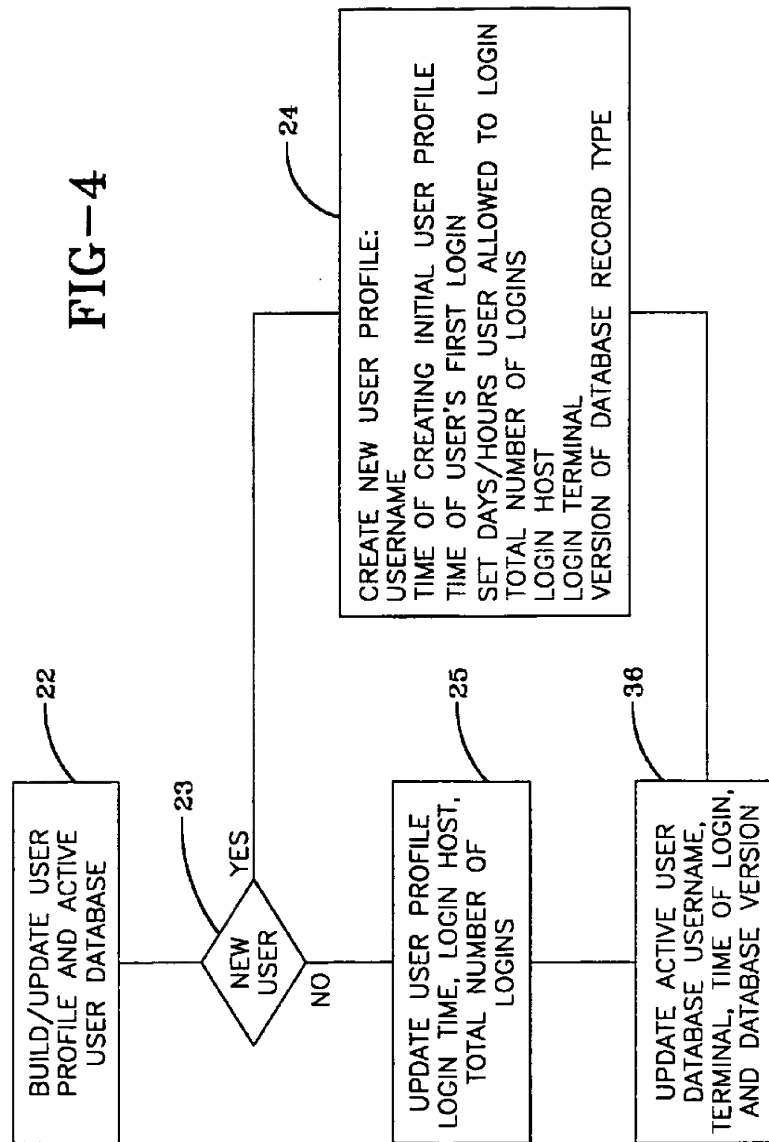 FIG-4
BUILD/UPDATE USER
PROFILE AND ACTIVE
USER DATABASE
22
23
NEW
USER
YES
NO
CREATE NEW USER PROFILE:
USERNAME
TIME OF CREATING INITIAL USER PROFILE
TIME OF USER'S FIRST LOGIN
SET DAYS/HOURS USER ALLOWED TO LOGIN
TOTAL NUMBER OF LOGINS
LOGIN HOST
LOGIN TERMINAL
VERSION OF DATABASE RECORD TYPE
24
UPDATE USER PROFILE
LOGIN TIME, LOGIN HOST,
TOTAL NUMBER OF
LOGINS
25
UPDATE ACTIVE USER
DATABASE USERNAME,
TERMINAL, TIME OF LOGIN,
AND DATABASE VERSION
36